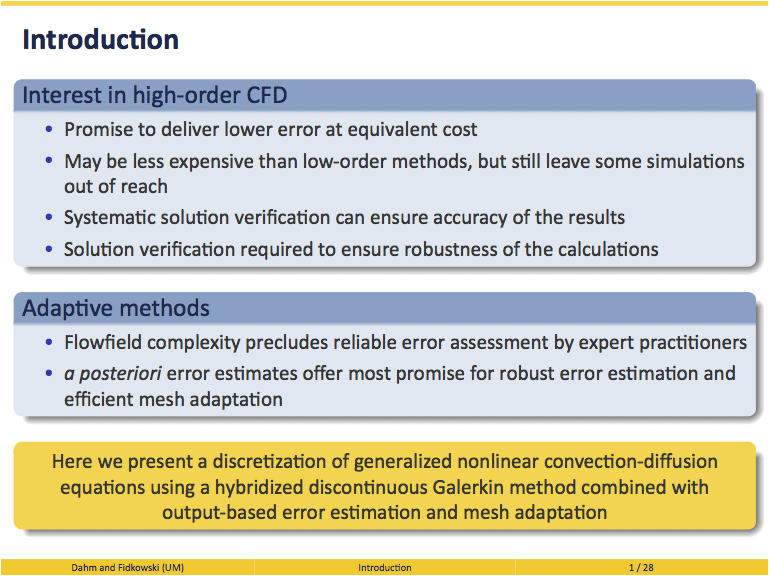 Introduction
Interest in high-order CFD
• Promise to deliver lower error at equivalent cost
• May be less expensive than low-order methods, but still leave some simulations
out of reach
• Systematic solution verification can ensure accuracy of the results
• Solution verification required to ensure robustness of the calculations
Adaptive methods
• Flowfield complexity precludes reliable error assessment by expert practitioners
• a posteriori error estimates offer most promise for robust error estimation and
efficient mesh adaptation
Here we present a discretization of generalized nonlinear convection-diffusion
equations using a hybridized discontinuous Galerkin method combined with
output-based error estimation and mesh adaptation
Dahm and Fidkowski (UM) Introduction 1 / 28